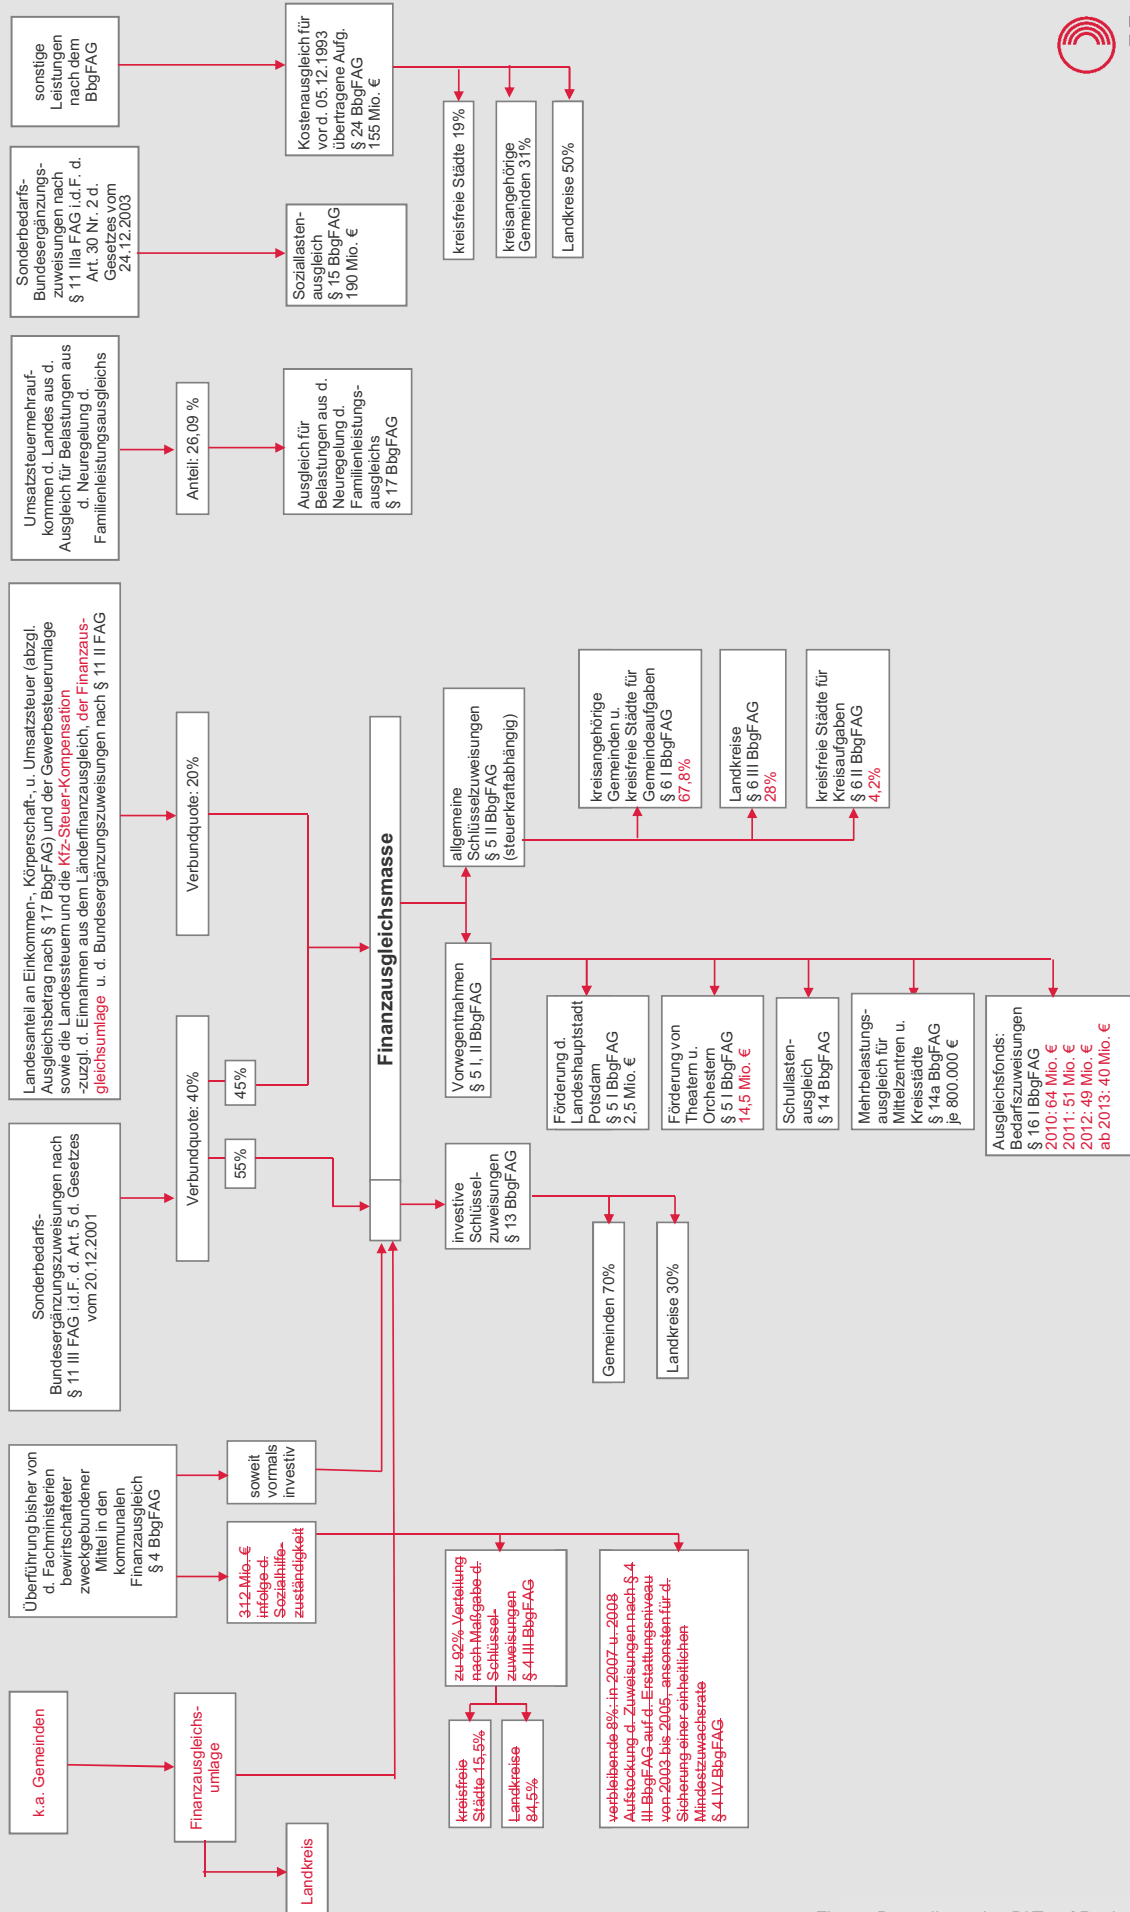 k.a. Gemeinden
Finanzausgleichs-
umlage
Landkreis
Überführung bisher von
d. Fachministerien
bewirtschafteter
zweckgebundener
Mittel in den
kommunalen
Finanzausgleich
§ 4 BbgFAG
312 Mio. €
infolge d.
Sozialhilfe-
zuständigkeit
soweit
vormals
investiv
zu 92% Verteilung
nach Maßgabe d.
Schlüssel-
zuweisungen
§ 4 III BbgFAG
kreisfreie
Städte 15,5%
Landkreise
84,5%
verbleibende 8%: in 2007 u. 2008
Aufstockung d. Zuweisungen nach § 4
III BbgFAG auf d. Erstattungsniveau
von 2003 bis 2005, ansonsten für d.
Sicherung einer einheitlichen
Mindestzuwachsrate
§ 4 IV BbgFAG
Sonderbedarfs-
Bundesergänzungszuweisungen nach
§ 11 III FAG i.d.F. d. Art. 5 d. Gesetzes
vom 20.12.2001
Verbundquote: 40%
55%
45%
Landesanteil an Einkommen-, Körperschaft-, u. Umsatzsteuer (abzgl.
Ausgleichsbetrag nach § 17 BbgFAG) und der Gewerbesteuerumlage
sowie die Landessteuern und die Kfz-Steuer-Kompensation
-zuzgl. d. Einnahmen aus dem Länderfinanzausgleich, der Finanzaus-
gleichsumlage u. d. Bundesergänzungszuweisungen nach § 11 II FAG
Verbundquote: 20%
Finanzausgleichsmasse
investive
Schlüssel-
zuweisungen
§ 13 BbgFAG
Gemeinden 70%
Landkreise 30%
Vorwegentnahmen
§ 5 I, II BbgFAG
Förderung d.
Landeshauptstadt
Potsdam
§ 5 I BbgFAG
2,5 Mio. €
Förderung von
Theatern u.
Orchestern
§ 5 I BbgFAG
14,5 Mio. €
Schullasten-
ausgleich
§ 14 BbgFAG
Mehrbelastungs-
ausgleich für
Mittelzentren u.
Kreisstädte
§ 14a BbgFAG
je 800.000 €
Ausgleichsfonds:
Bedarfszuweisungen
§ 16 I BbgFAG
2010: 64 Mio. €
2011: 51 Mio. €
2012: 49 Mio. €
ab 2013: 40 Mio. €
allgemeine
Schlüsselzuweisungen
§ 5 II BbgFAG
(steuerkraftabhängig)
kreisangehörige
Gemeinden u.
kreisfreie Städte für
Gemeindeaufgaben
§ 6 I BbgFAG
67,8%
Landkreise
§ 6 III BbgFAG
28%
kreisfreie Städte für
Kreisaufgaben
§ 6 II BbgFAG
4,2%
Umsatzsteuermehrauf-
kommen d. Landes aus d.
Ausgleich für Belastungen aus
d. Neuregelung d.
Familienleistungsausgleichs
Anteil: 26,09 %
Ausgleich für
Belastungen aus d.
Neuregelung d.
Familienleistungs-
ausgleichs
§ 17 BbgFAG
Sonderbedarfs-
Bundesergänzungs-
zuweisungen nach
§ 11 IIIa FAG i.d.F. d.
Art. 30 Nr. 2 d.
Gesetzes vom
24.12.2003
Soziallasten-
ausgleich
§ 15 BbgFAG
190 Mio. €
sonstige
Leistungen
nach dem
BbgFAG
Kostenausgleich für
vor d. 05.12.1993
übertragene Aufg.
§ 24 BbgFAG
155 Mio. €
kreisfreie Städte 19%
kreisangehörige
Gemeinden 31%
Landkreise 50%